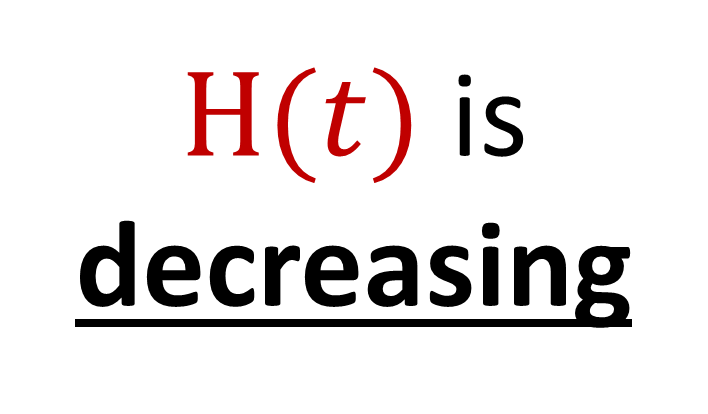 H(t) is
decreasing